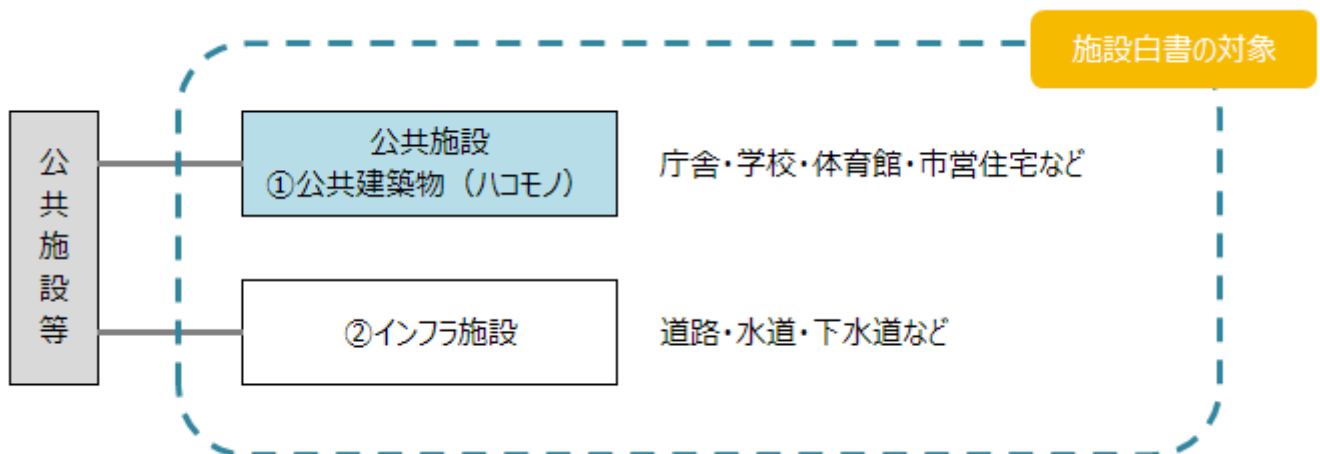 施設白書の対象
公共施設等
公共施設
①公共建築物（ハコモノ）
庁舎・学校・体育館・市営住宅など
②インフラ施設
道路・水道・下水道など